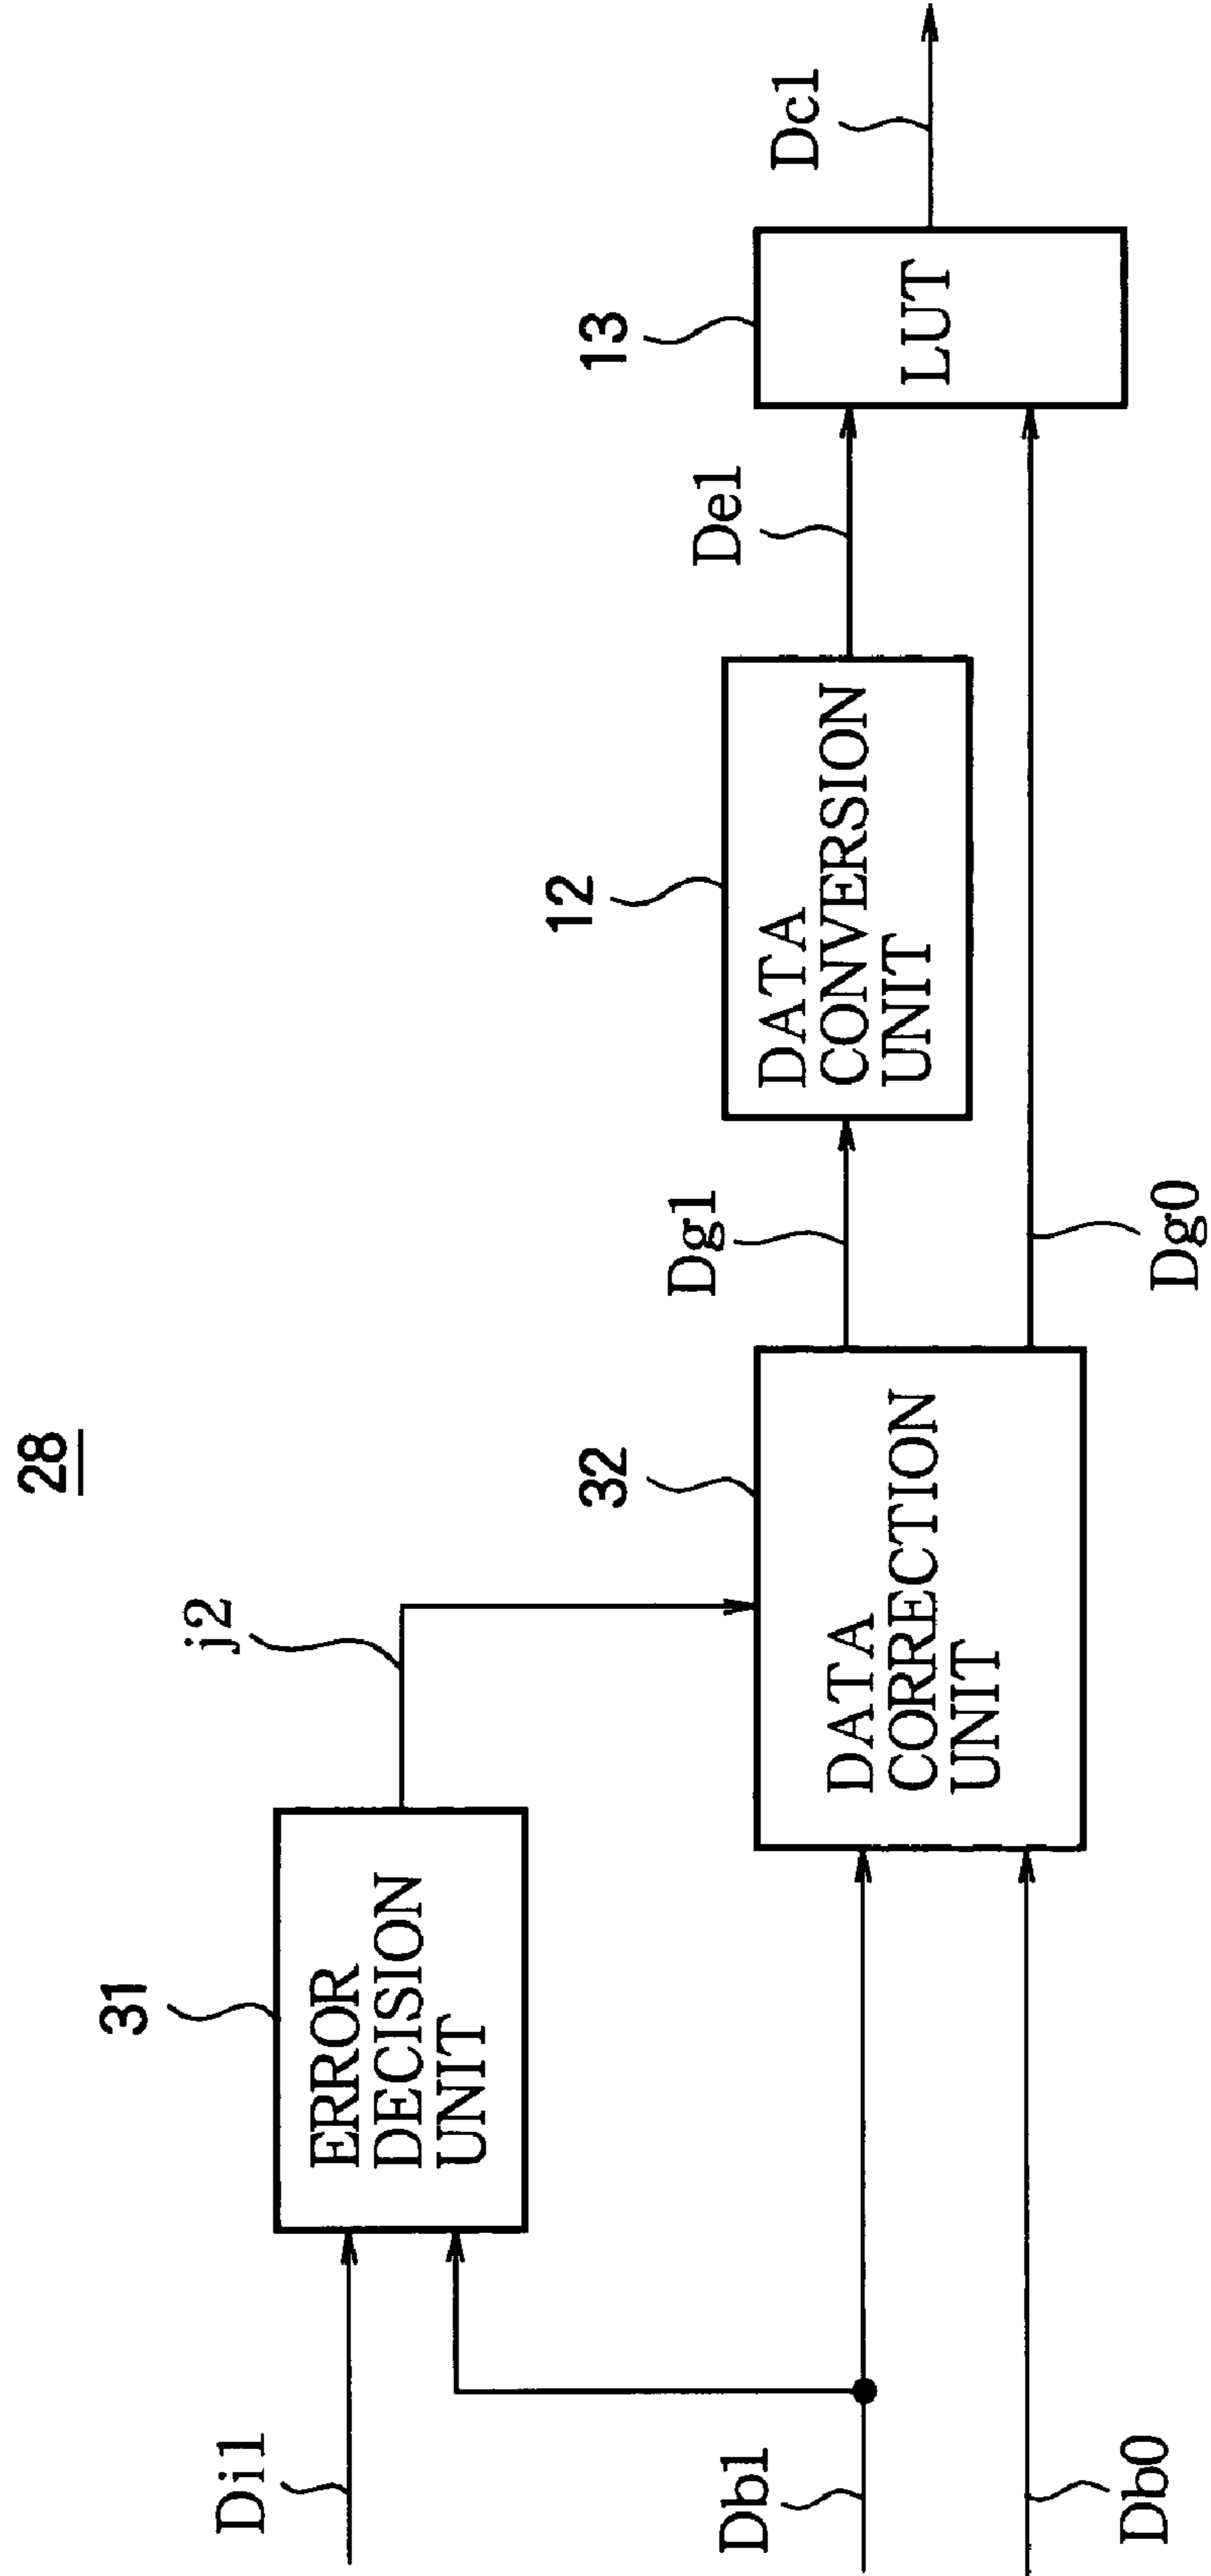 28
Di1
31
ERROR
DECISION
UNIT
j2
Db1
Db0
32
DATA
CORRECTION
UNIT
Dg1
Dg0
12
DATA
CONVERSION
UNIT
De1
13
LUT
Dc1